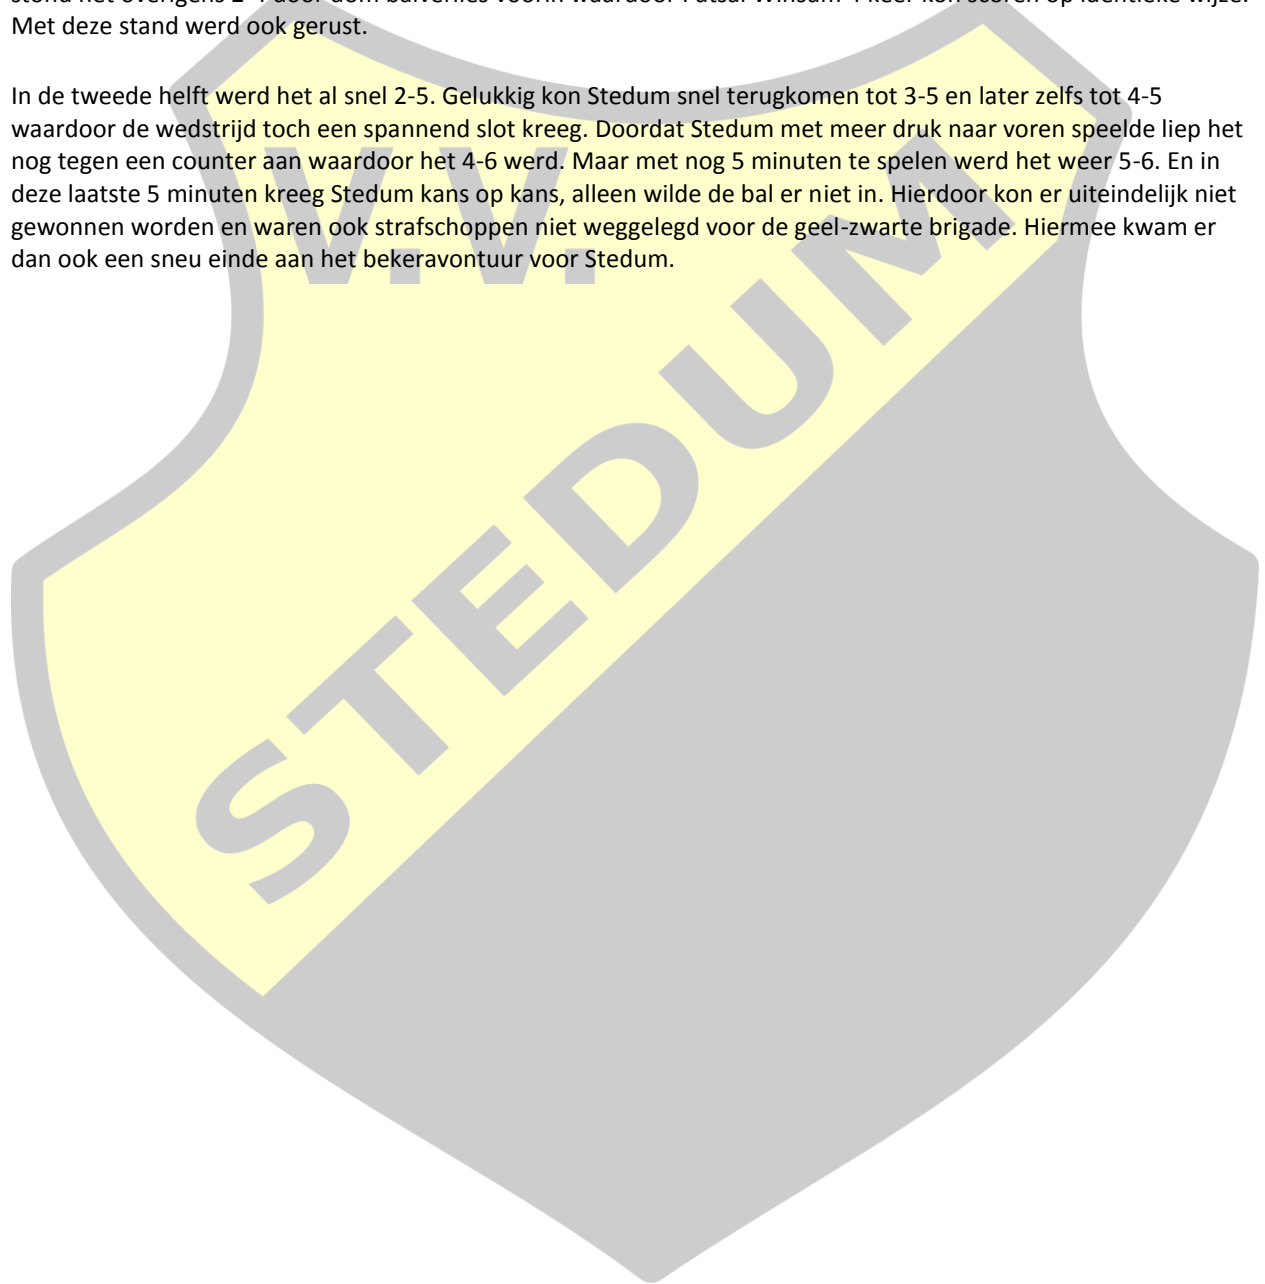 Met deze stand werd ook gerust.
In de tweede helft werd het al snel 2-5. Gelukkig kon Stedum snel terugkomen tot 3-5 en later zelfs tot 4-5
waardoor de wedstrijd toch een spannend slot kreeg. Doordat Stedum met meer druk naar voren speelde liep het
nog tegen een counter aan waardoor het 4-6 werd. Maar met nog 5 minuten te spelen werd het weer 5-6. En in
deze laatste 5 minuten kreeg Stedum kans op kans, alleen wilde de bal er niet in. Hierdoor kon er uiteindelijk niet
gewonnen worden en waren ook strafschoppen niet weggelegd voor de geel-zwarte brigade. Hiermee kwam er
dan ook een sneu einde aan het bekeravontuur voor Stedum.
V.V.
STEDUM